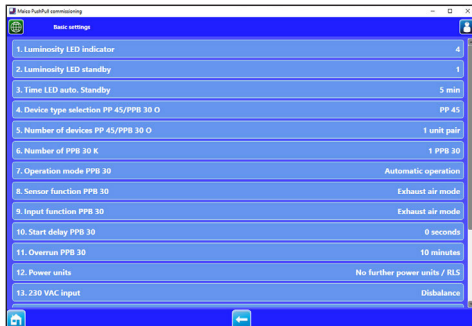 Maico PushPull commissioning
Basic settings
1. Luminosity LED indicator 4
2. Luminosity LED standby 1
3. Time LED auto. Standby 5 min
4. Device type selection PP 45/PPB 30 O PP 45
5. Number of devices PP 45/PPB 30 O 1 unit pair
6. Number of PPB 30 K 1 PPB 30
7. Operation mode PPB 30 Automatic operation
8. Sensor function PPB 30 Exhaust air mode
9. Input function PPB 30 Exhaust air mode
10. Start delay PPB 30 0 seconds
11. Overrun PPB 30 10 minutes
12. Power units No further power units / RLS
13. 230 VAC input Disbalance